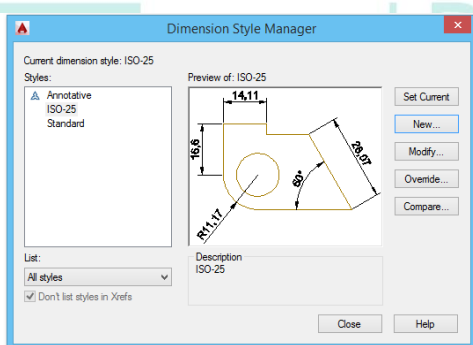 Dimension Style Manager
Current dimension style: ISO-25
Styles:
Annotative
ISO-25
Standard
Preview of: ISO-25
14,11
16,6
28,07
60°
R11,17
Set Current
New...
Modify...
Override...
Compare...
List:
All styles
Don't list styles in Xrefs
Description
ISO-25
Close
Help